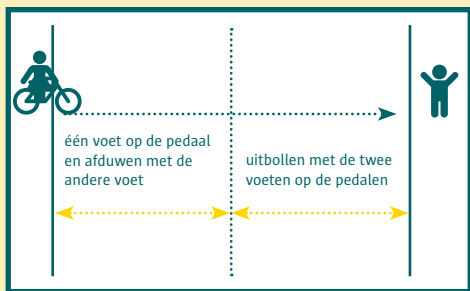 één voet op de pedaal
en afduwen met de
andere voet
uitbollen met de twee
voeten op de pedalen